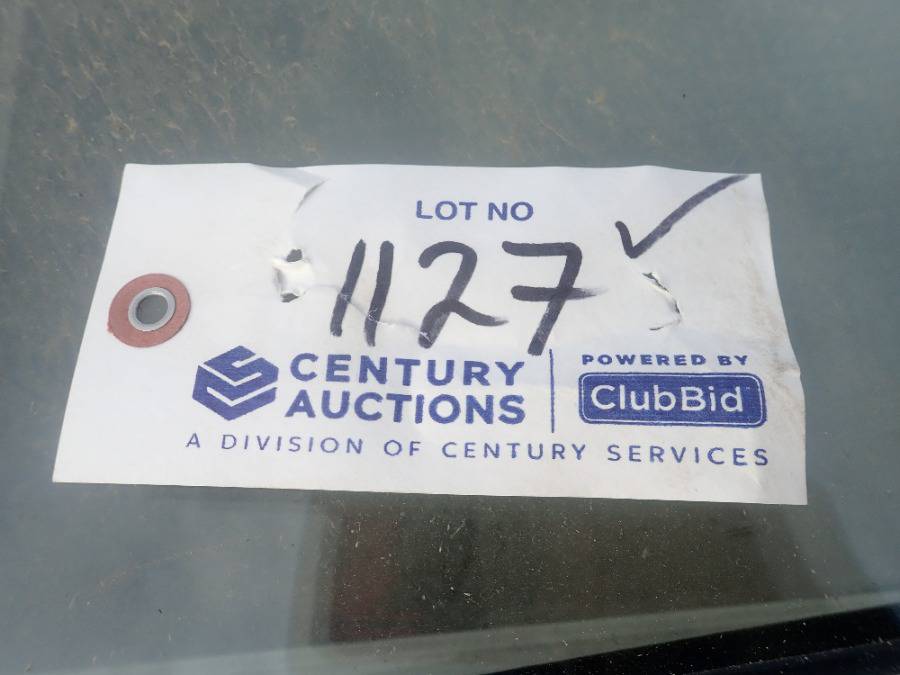 LOT NO
1127 ✓
CENTURY
AUCTIONS
POWERED BY
ClubBid
A DIVISION OF CENTURY SERVICES